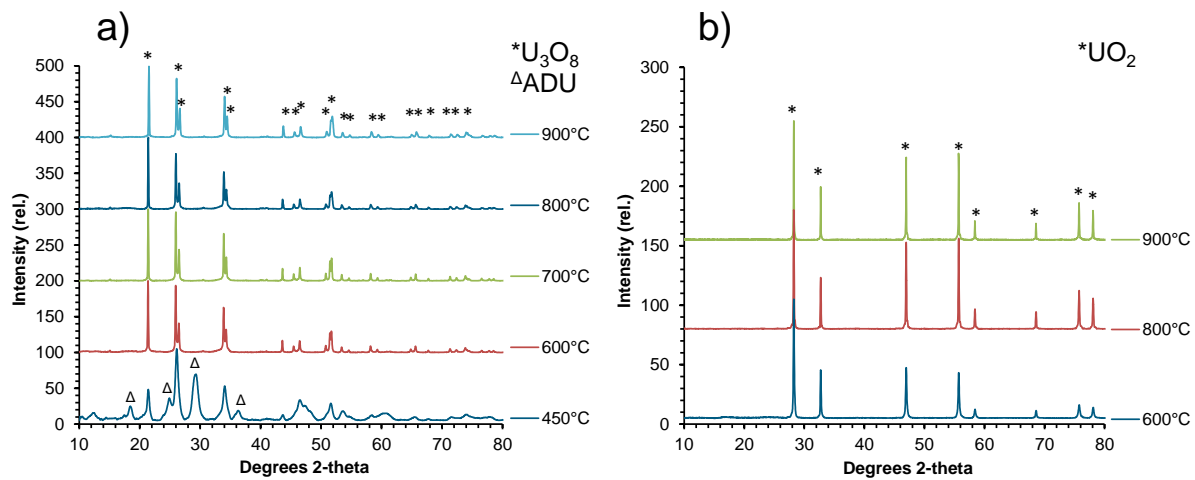 a)
*U₃O₈
ΔADU
* * * * * ** * * * ** ** ** * ** *
500
450
400
350
300
250
200
150
100
50
0
Intensity (rel.)
900°C
800°C
700°C
600°C
450°C
Δ Δ Δ Δ
10 20 30 40 50 60 70 80
Degrees 2-theta
b)
*UO₂
* * * * * * * *
300
250
200
150
100
50
0
Intensity (rel.)
900°C
800°C
600°C
10 20 30 40 50 60 70 80
Degrees 2-theta